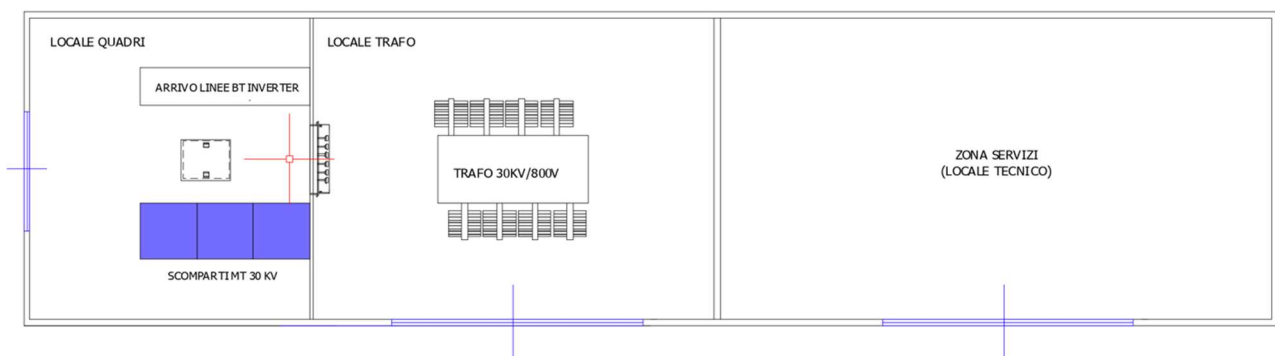 LOCALE QUADRI
ARRIVO LINEE BT INVERTER
SCOMPARTI MT 30 KV
LOCALE TRAFO
TRAFO 30KV/800V
ZONA SERVIZI
(LOCALE TECNICO)